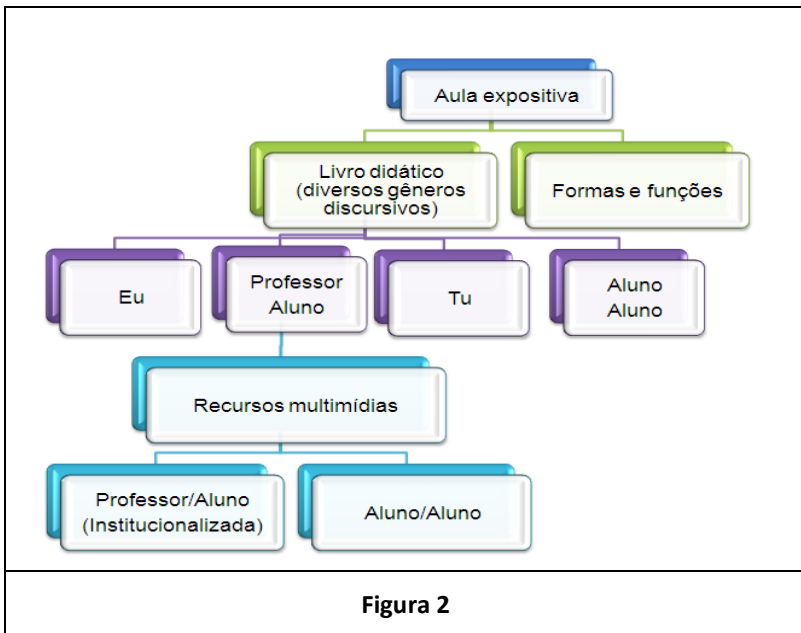 Aula expositiva
Livro didático
(diversos gêneros
discursivos)
Formas e funções
Eu
Professor
Aluno
Tu
Aluno
Aluno
Recursos multimídias
Professor/Aluno
(Institucionalizada)
Aluno/Aluno
Figura 2